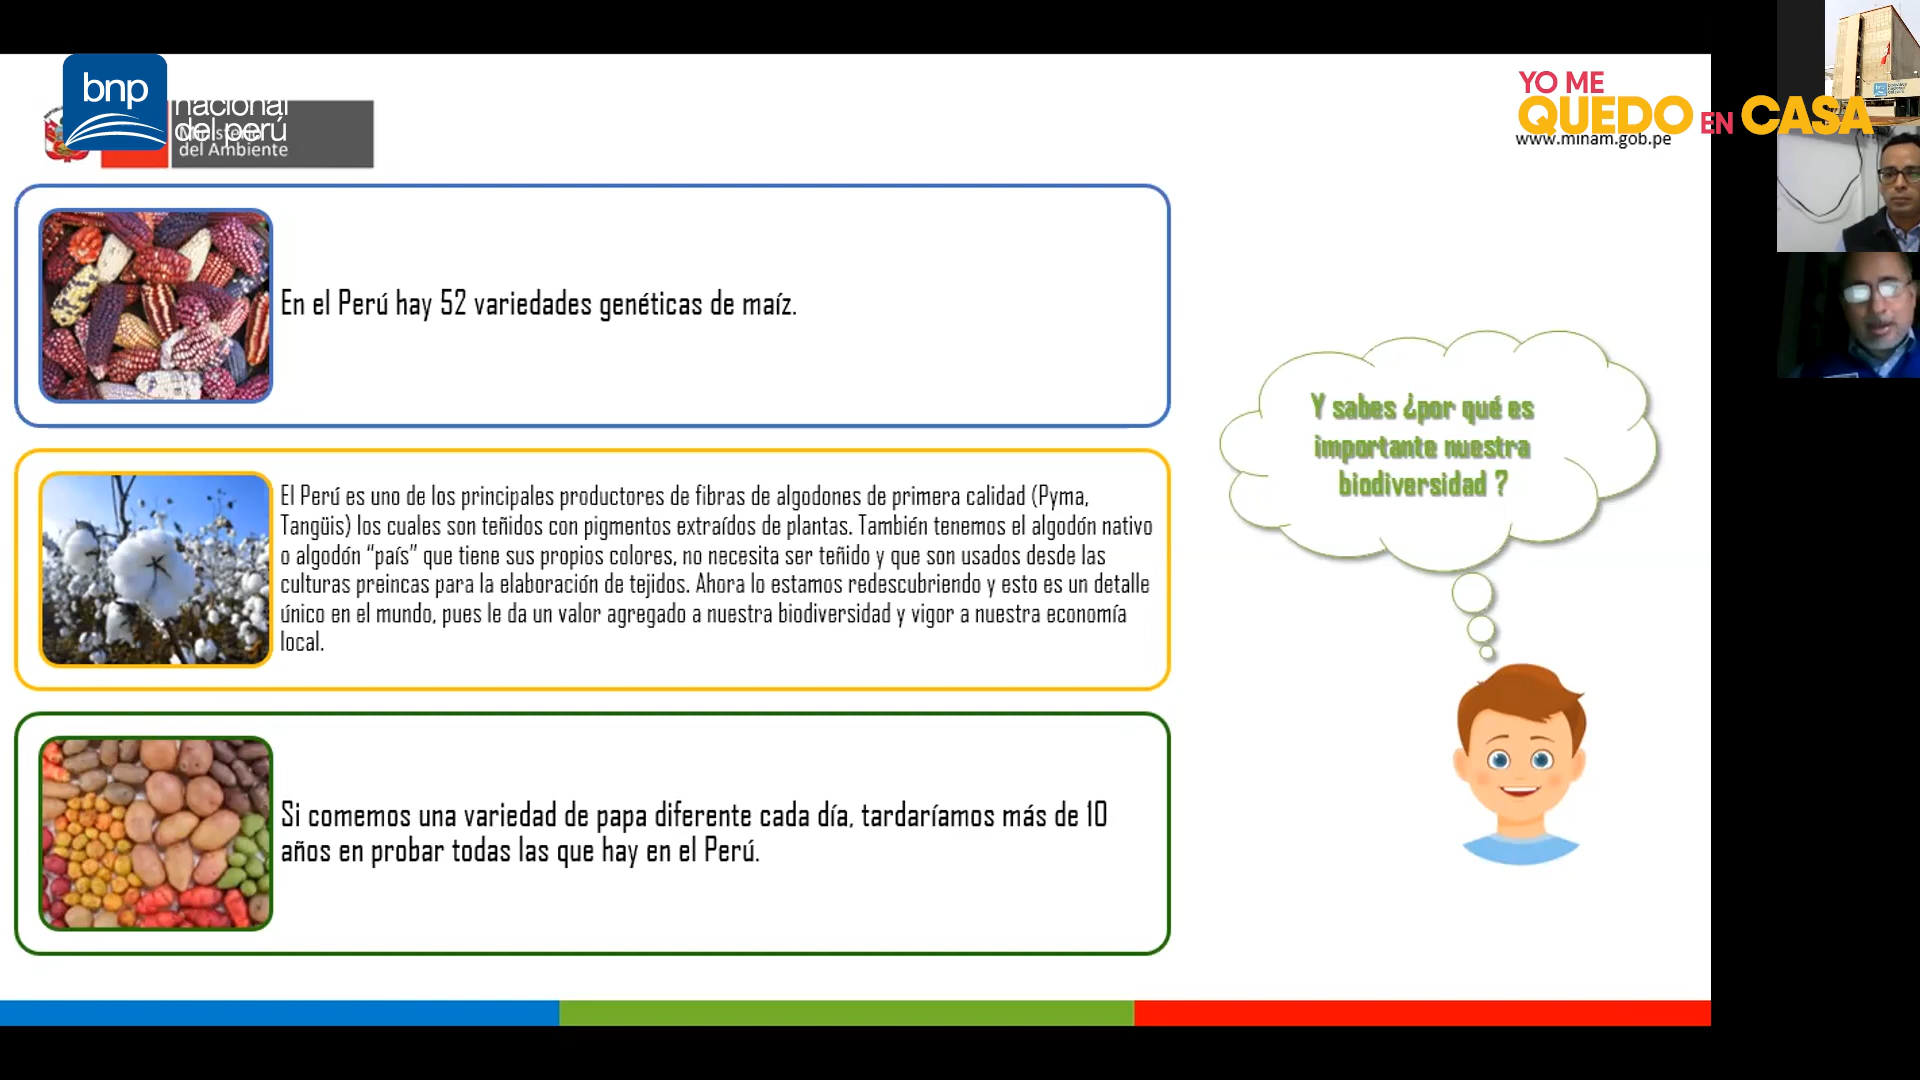 bnp
nacional
del perú
Ministerio
del Ambiente
YO ME
QUEDO EN CASA
www.minam.gob.pe
En el Perú hay 52 variedades genéticas de maíz.
El Perú es uno de los principales productores de fibras de algodones de primera calidad (Pyma,
Tangüis) los cuales son teñidos con pigmentos extraídos de plantas. También tenemos el algodón nativo
o algodón “país” que tiene sus propios colores, no necesita ser teñido y que son usados desde las
culturas preincas para la elaboración de tejidos. Ahora lo estamos redescubriendo y esto es un detalle
único en el mundo, pues le da un valor agregado a nuestra biodiversidad y vigor a nuestra economía
local.
Si comemos una variedad de papa diferente cada día, tardaríamos más de 10
años en probar todas las que hay en el Perú.
Y sabes ¿por qué es
importante nuestra
biodiversidad ?